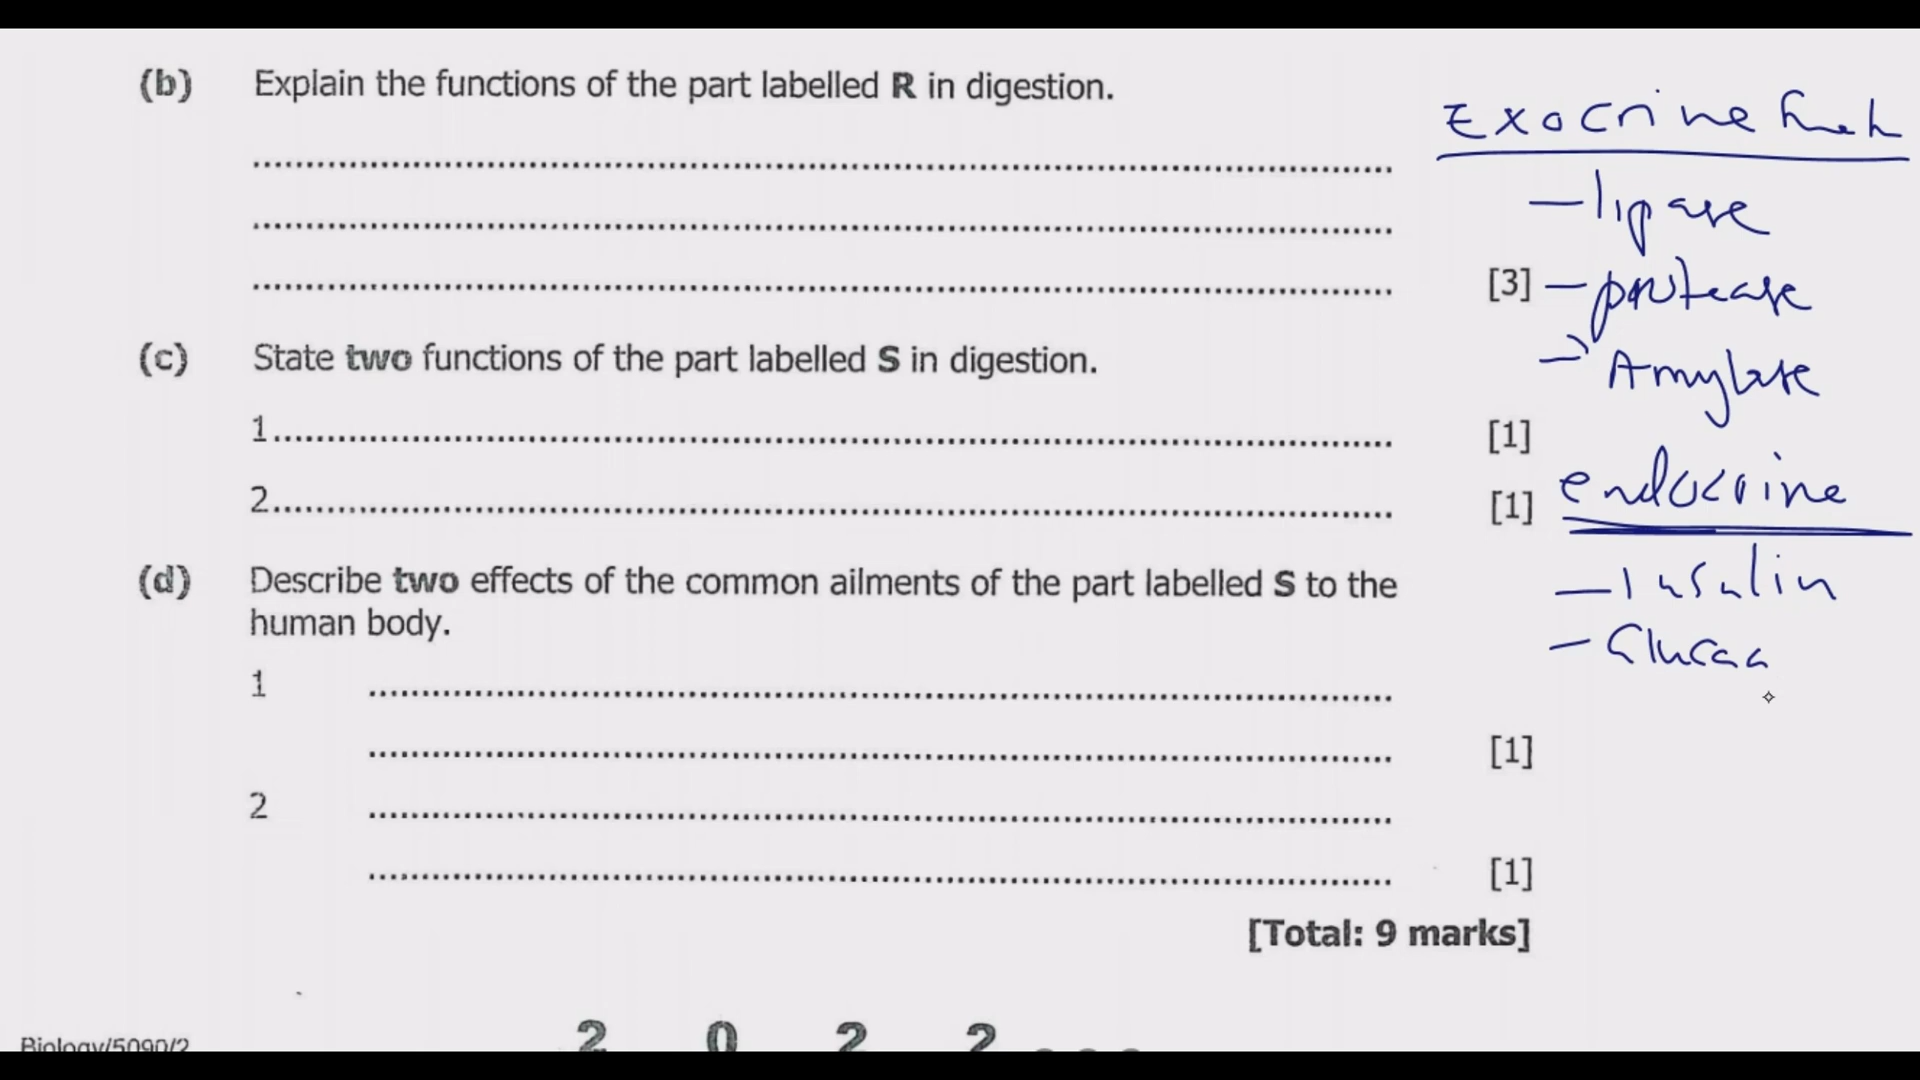 (b) Explain the functions of the part labelled R in digestion.
Exocrine
- lipase
[3] - protease
- Amylase
(c) State two functions of the part labelled S in digestion.
1 [1]
2 [1]
endocrine
(d) Describe two effects of the common ailments of the part labelled S to the
human body.
- Insulin
- Glucag
1
[1]
2
[1]
[Total: 9 marks]
Biology/5090/2
2 0 2 2